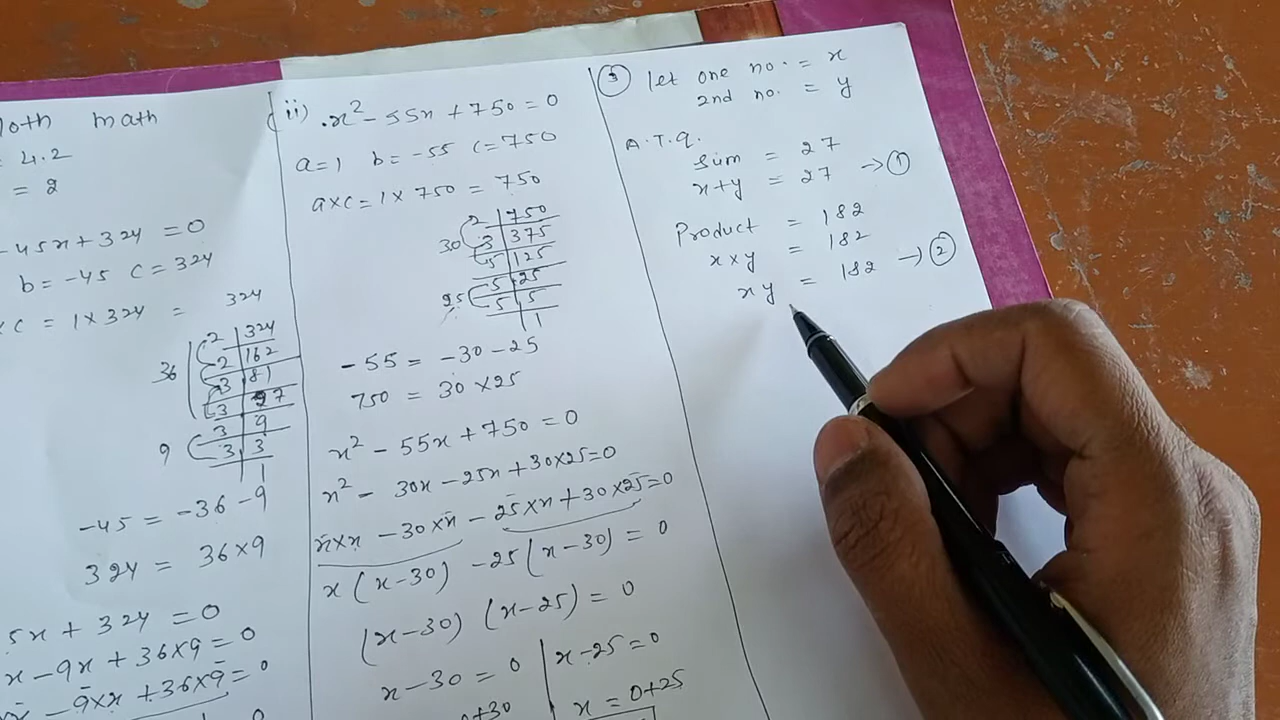 10th math
= 4.2
= 2
-45x+324 = 0
b = -45 c = 324
c = 1 × 324 = 324
2 | 324
2 | 162
3 | 81
3 | 27
3 | 9
3 | 3
1
36
9
-45 = -36 - 9
324 = 36×9
5x + 324 = 0
x - 9x + 36×9 = 0
- 9×x + 36×9 = 0
ii) x² - 55x + 750 = 0
a=1 b = -55 c = 750
a×c = 1 × 750 = 750
2 | 750
3 | 375
5 | 125
5 | 25
5 | 5
1
30
25
-55 = -30 - 25
750 = 30 × 25
x² - 55x + 750 = 0
x² - 30x - 25x + 30×25 = 0
x×x - 30×x - 25×x + 30×25 = 0
x (x-30) - 25 (x-30) = 0
(x-30) (x-25) = 0
x-30 = 0 | x-25 = 0
0+30 | x = 0+25
③ let one no. = x
2nd no. = y
A.T.q.
Sum = 27
x+y = 27 → ①
Product = 182
x×y = 182
xy = 182 → ②